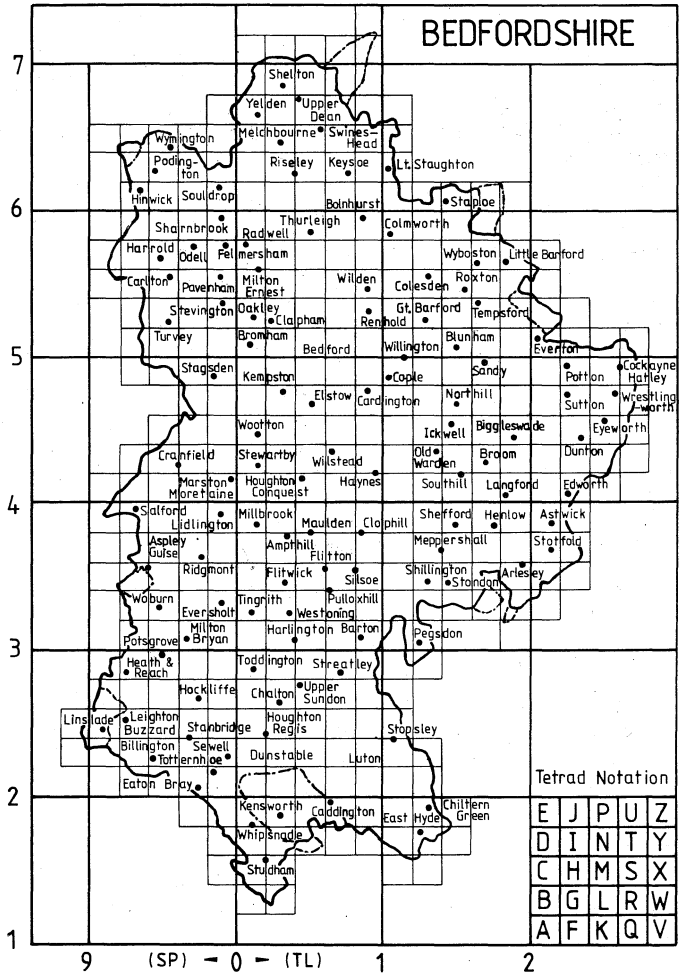 BEDFORDSHIRE
7
Shelton
Yelden
Upper
Dean
Wymington
Melchbourne
Swines-
Head
Poding-
ton
Riseley
Keysoe
Lt. Staughton
Hinwick
Souldrop
Bolnhurst
Staploe
6
Sharnbrook
Radwell
Thurleigh
Colmworth
Harrold
Odell
Felmersham
Wyboston
Little Barford
Carlton
Pavenham
Milton
Ernest
Wilden
Colesden
Roxton
Stevington
Oakley
Clapham
Renhold
Gt. Barford
Tempsford
Turvey
Bromham
Bedford
Willington
Blunham
Everton
5
Stagsden
Kempston
Cople
Sandy
Potton
Cockayne
Hatley
Elstow
Cardington
Northill
Sutton
Wrestling
-worth
Wootton
Ickwell
Biggleswade
Eyeworth
Cranfield
Stewartby
Wilstead
Old
Warden
Broom
Dunton
Marston
Moretaine
Houghton
Conquest
Haynes
Southill
Langford
Edworth
4
Salford
Lidlington
Millbrook
Maulden
Clophill
Shefford
Henlow
Astwick
Aspley
Guise
Ampthill
Meppershall
Stotfold
Ridgmont
Flitton
Flitwick
Silsoe
Shillington
Stondon
Arlesey
Woburn
Eversholt
Tingrith
Pulloxhill
Westoning
Potsgrove
Milton
Bryan
Harlington
Barton
Pegsdon
3
Heath &
Reach
Toddington
Streatley
Hockliffe
Chalton
Upper
Sundon
Linslade
Leighton
Buzzard
Stanbridge
Houghton
Regis
Stopsley
Billington
Sewell
Totternhoe
Dunstable
Luton
Eaton Bray
Tetrad Notation
2
Kensworth
Caddington
East Hyde
Chiltern
Green
Whipsnade
Studham
E J P U Z
D I N T Y
C H M S X
B G L R W
A F K Q V
1
9 (SP) 0 (TL) 1 2